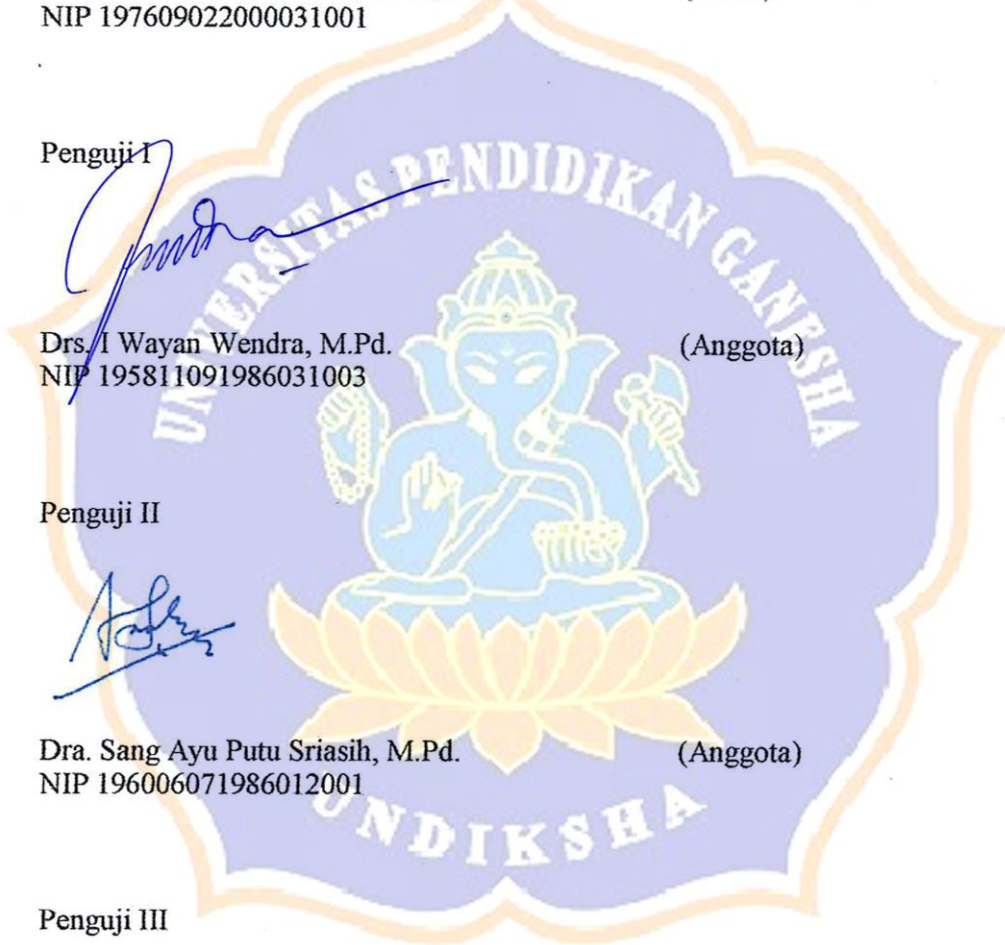 NIP 197609022000031001
Penguji I
UNIVERSITAS PENDIDIKAN GANESHA
Drs. I Wayan Wendra, M.Pd. (Anggota)
NIP 195811091986031003
Penguji II
Dra. Sang Ayu Putu Sriasih, M.Pd. (Anggota)
NIP 196006071986012001
UNDIKSHA
Penguji III